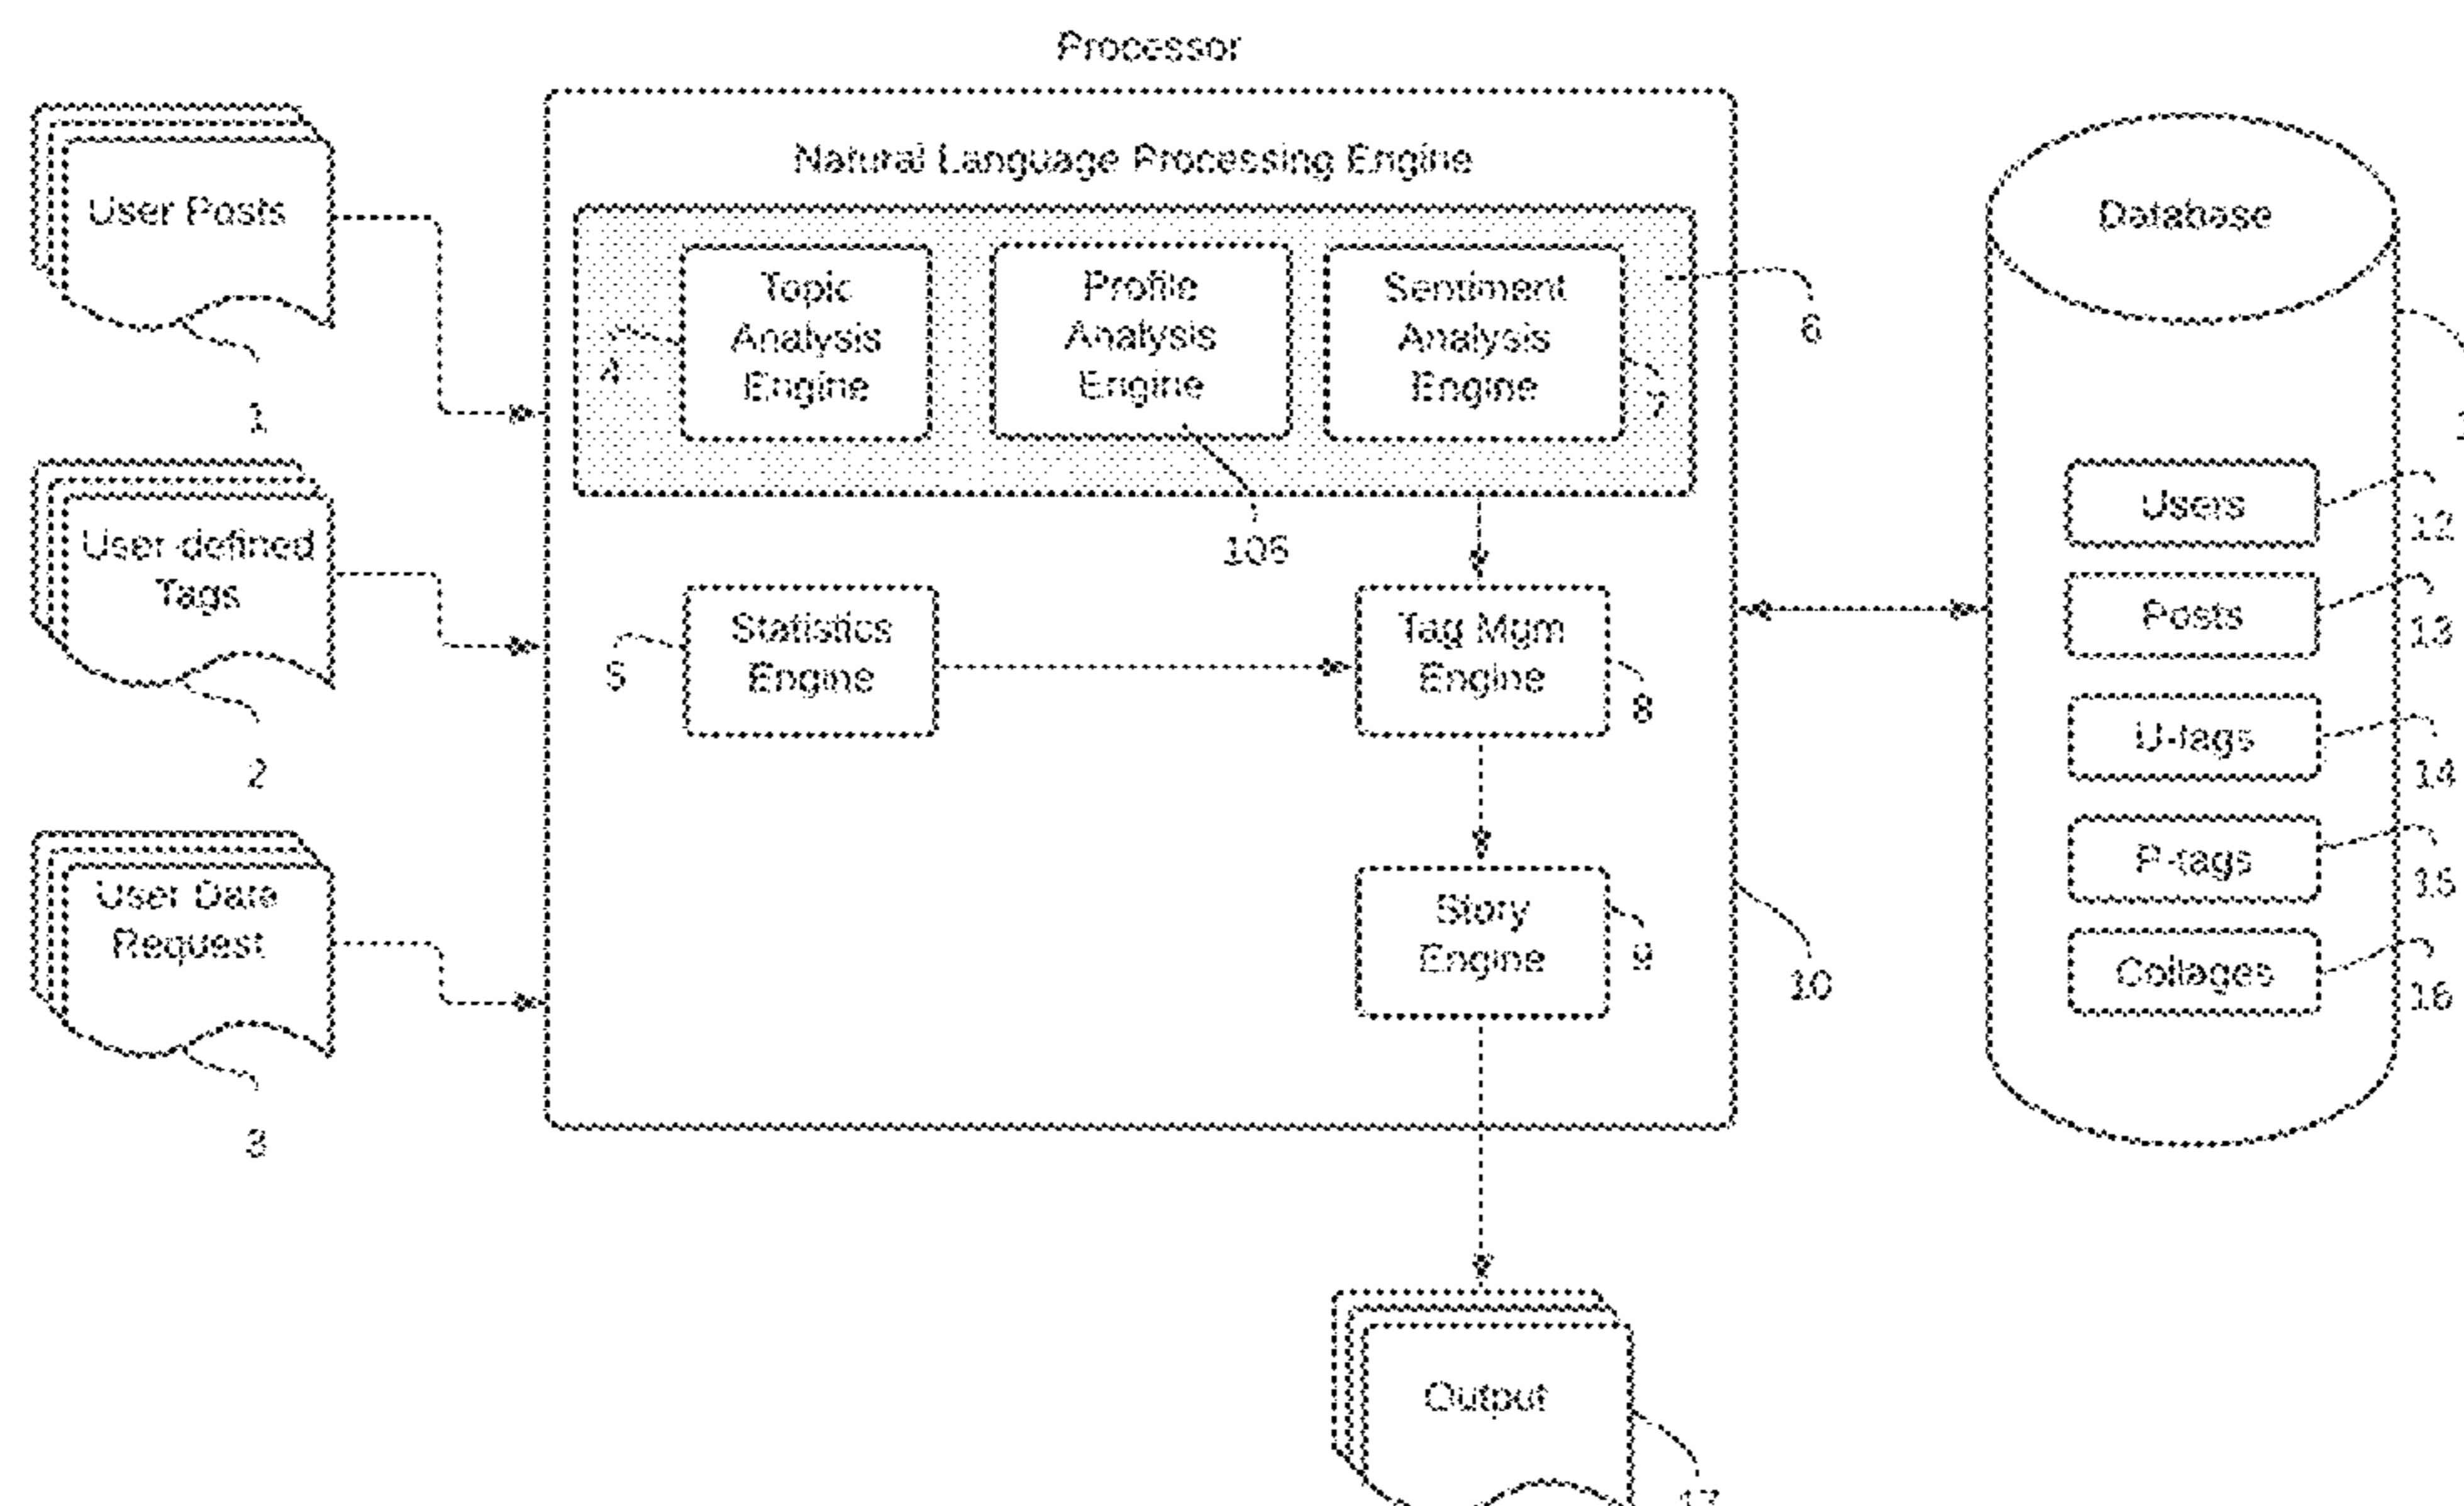 Processor
Natural Language Processing Engine
User Posts
1
User-defined
Tags
2
User Date
Request
3
Topic
Analysis
Engine
4
Profile
Analysis
Engine
106
Sentiment
Analysis
Engine
7
6
Statistics
Engine
5
Tag Mgm
Engine
8
Story
Engine
9
10
Database
Users
12
Posts
13
U-tags
14
P-tags
15
Collages
16
Output